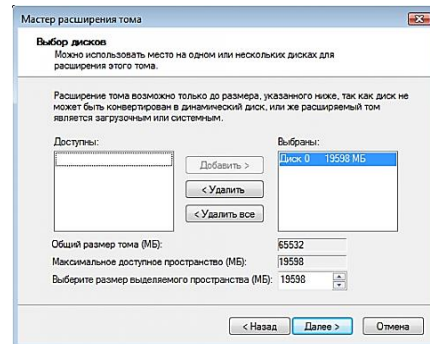 Мастер расширения тома
Выбор дисков
Можно использовать место на одном или нескольких дисках для
расширения этого тома.
Расширение тома возможно только до размера, указанного ниже, так как диск не
может быть конвертирован в динамический диск, или же расширяемый том
является загрузочным или системным.
Доступны:
Выбраны:
Диск 0 19598 МБ
Добавить >
< Удалить
< Удалить все
Общий размер тома (МБ): 65532
Максимальное доступное пространство (МБ): 19598
Выберите размер выделяемого пространства (МБ): 19598
< Назад
Далее >
Отмена